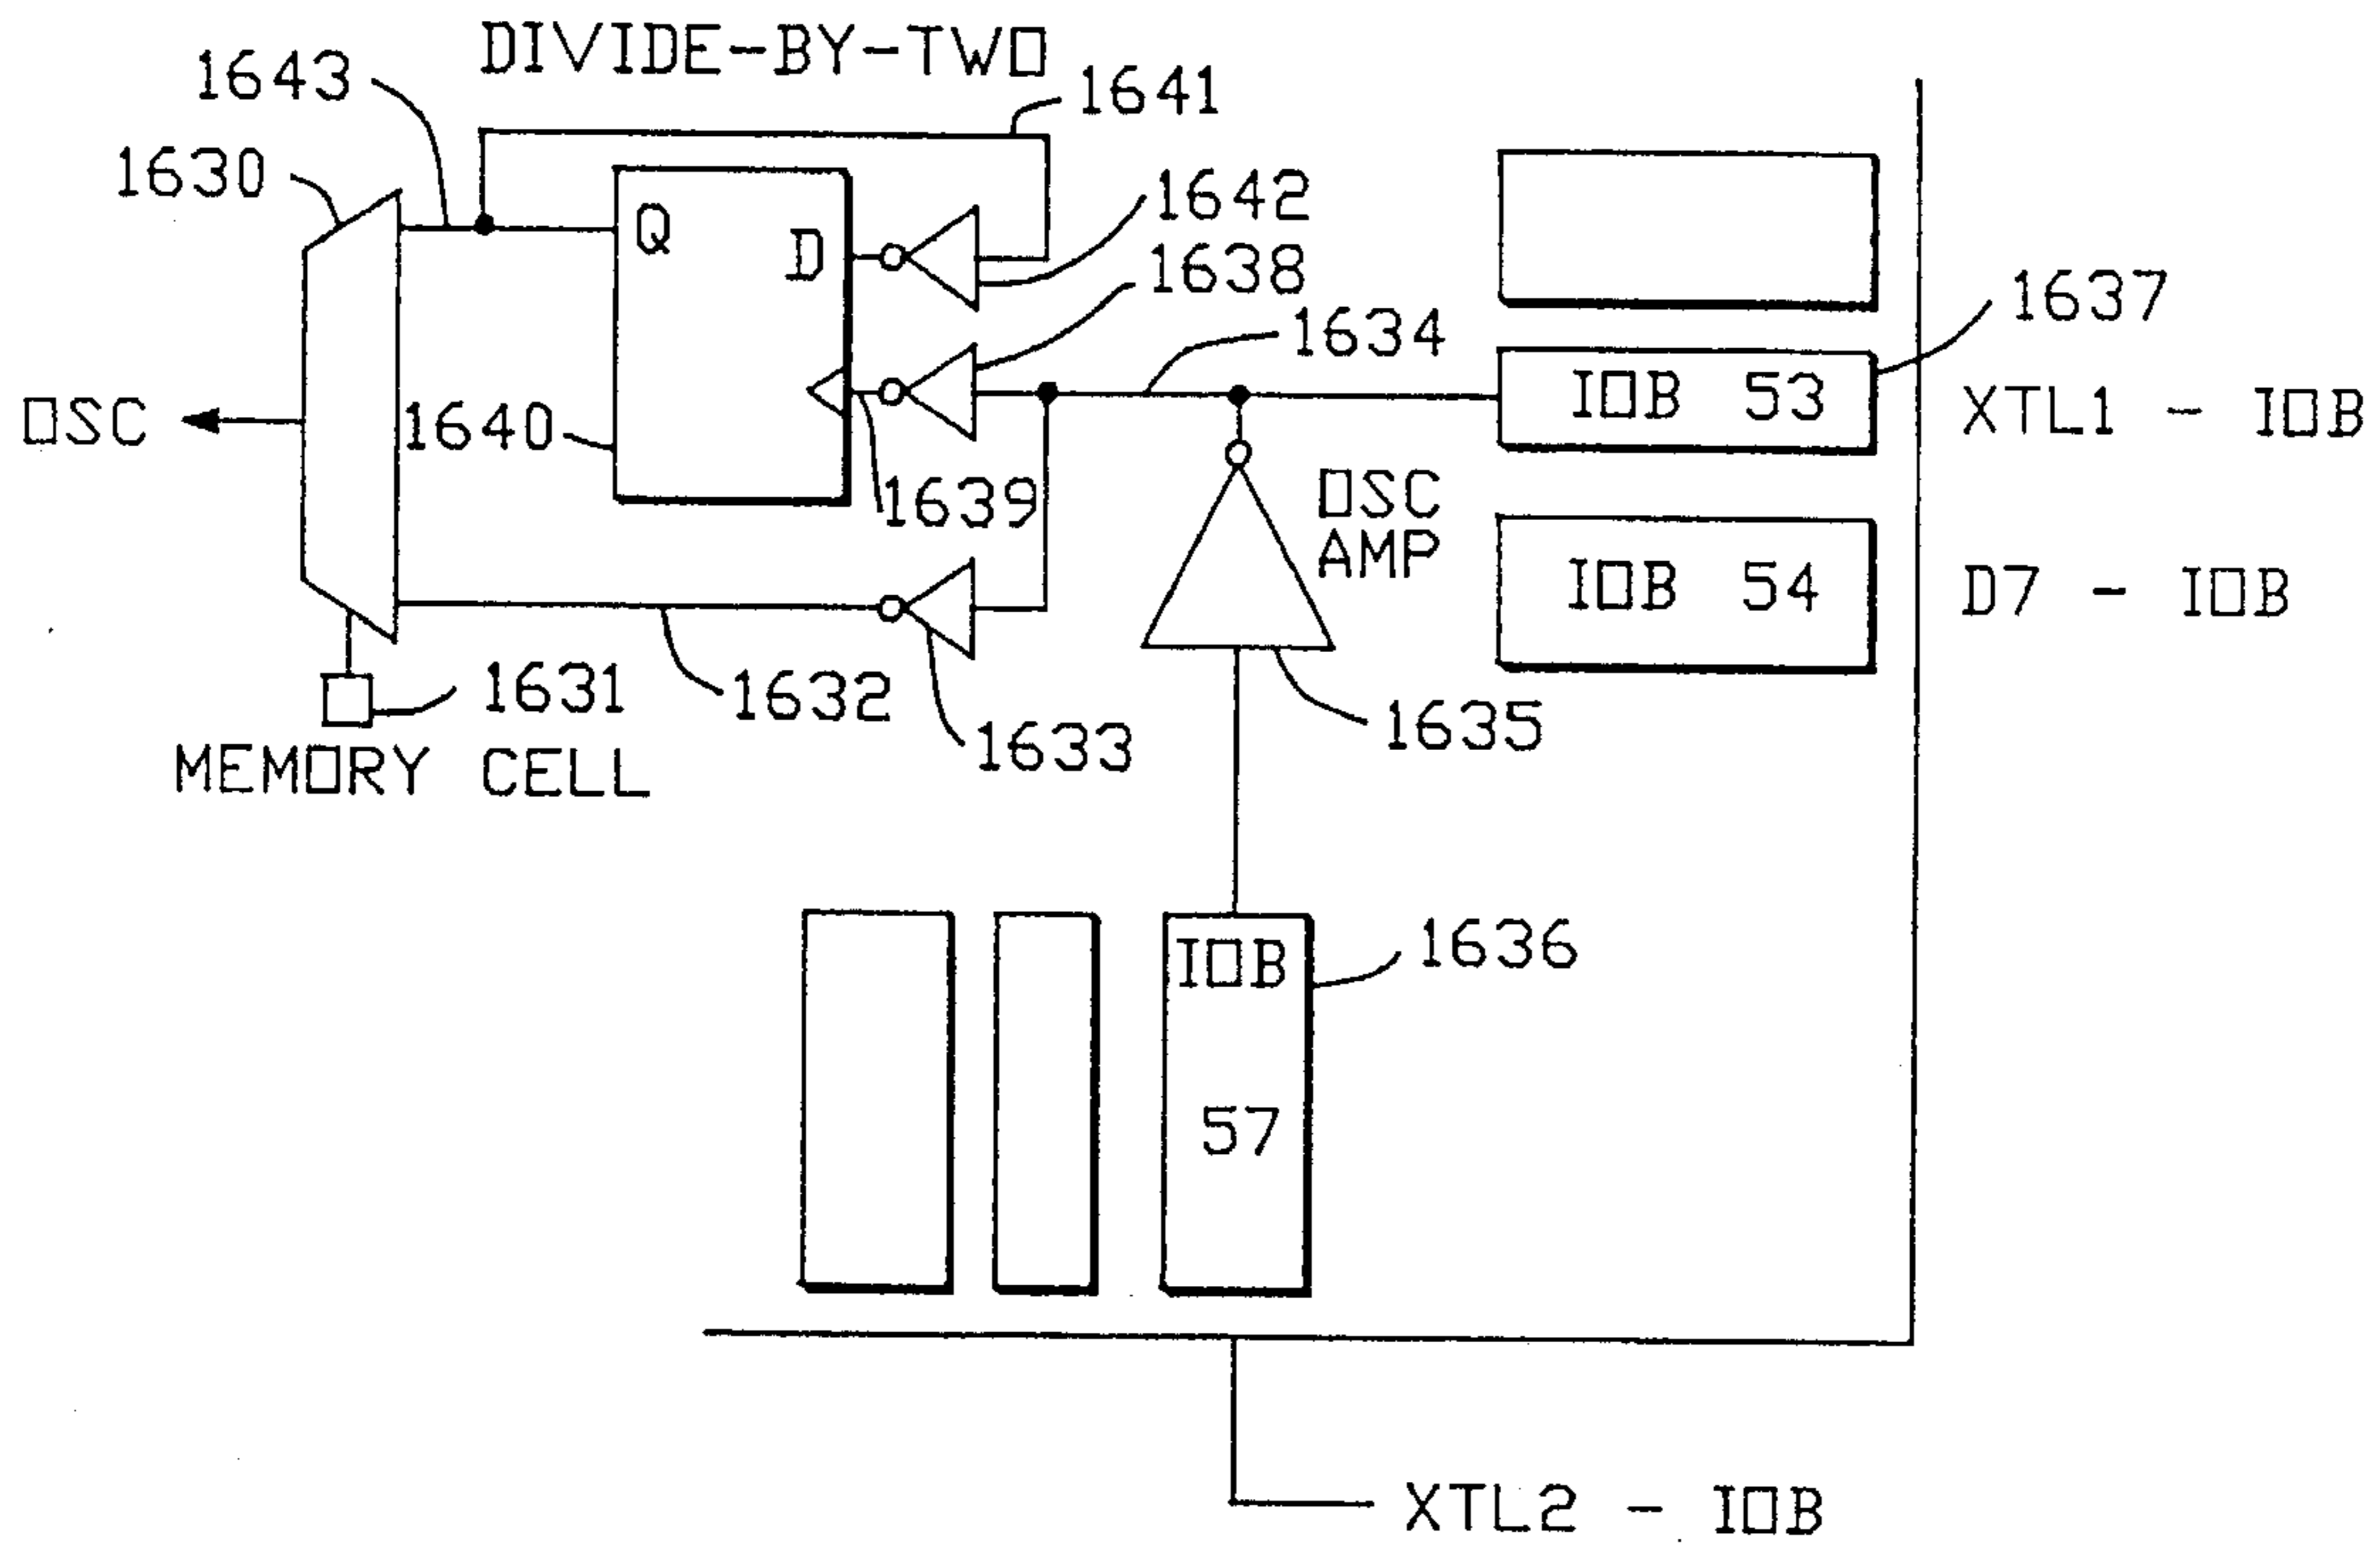 DIVIDE-BY-TWO
1643
1641
1630
1642
Q
D
1638
1637
1634
IOB 53
XTL1 - IOB
OSC
1640
1639
OSC
AMP
IOB 54
D7 - IOB
1631
1632
1633
1635
MEMORY CELL
IOB
57
1636
XTL2 - IOB